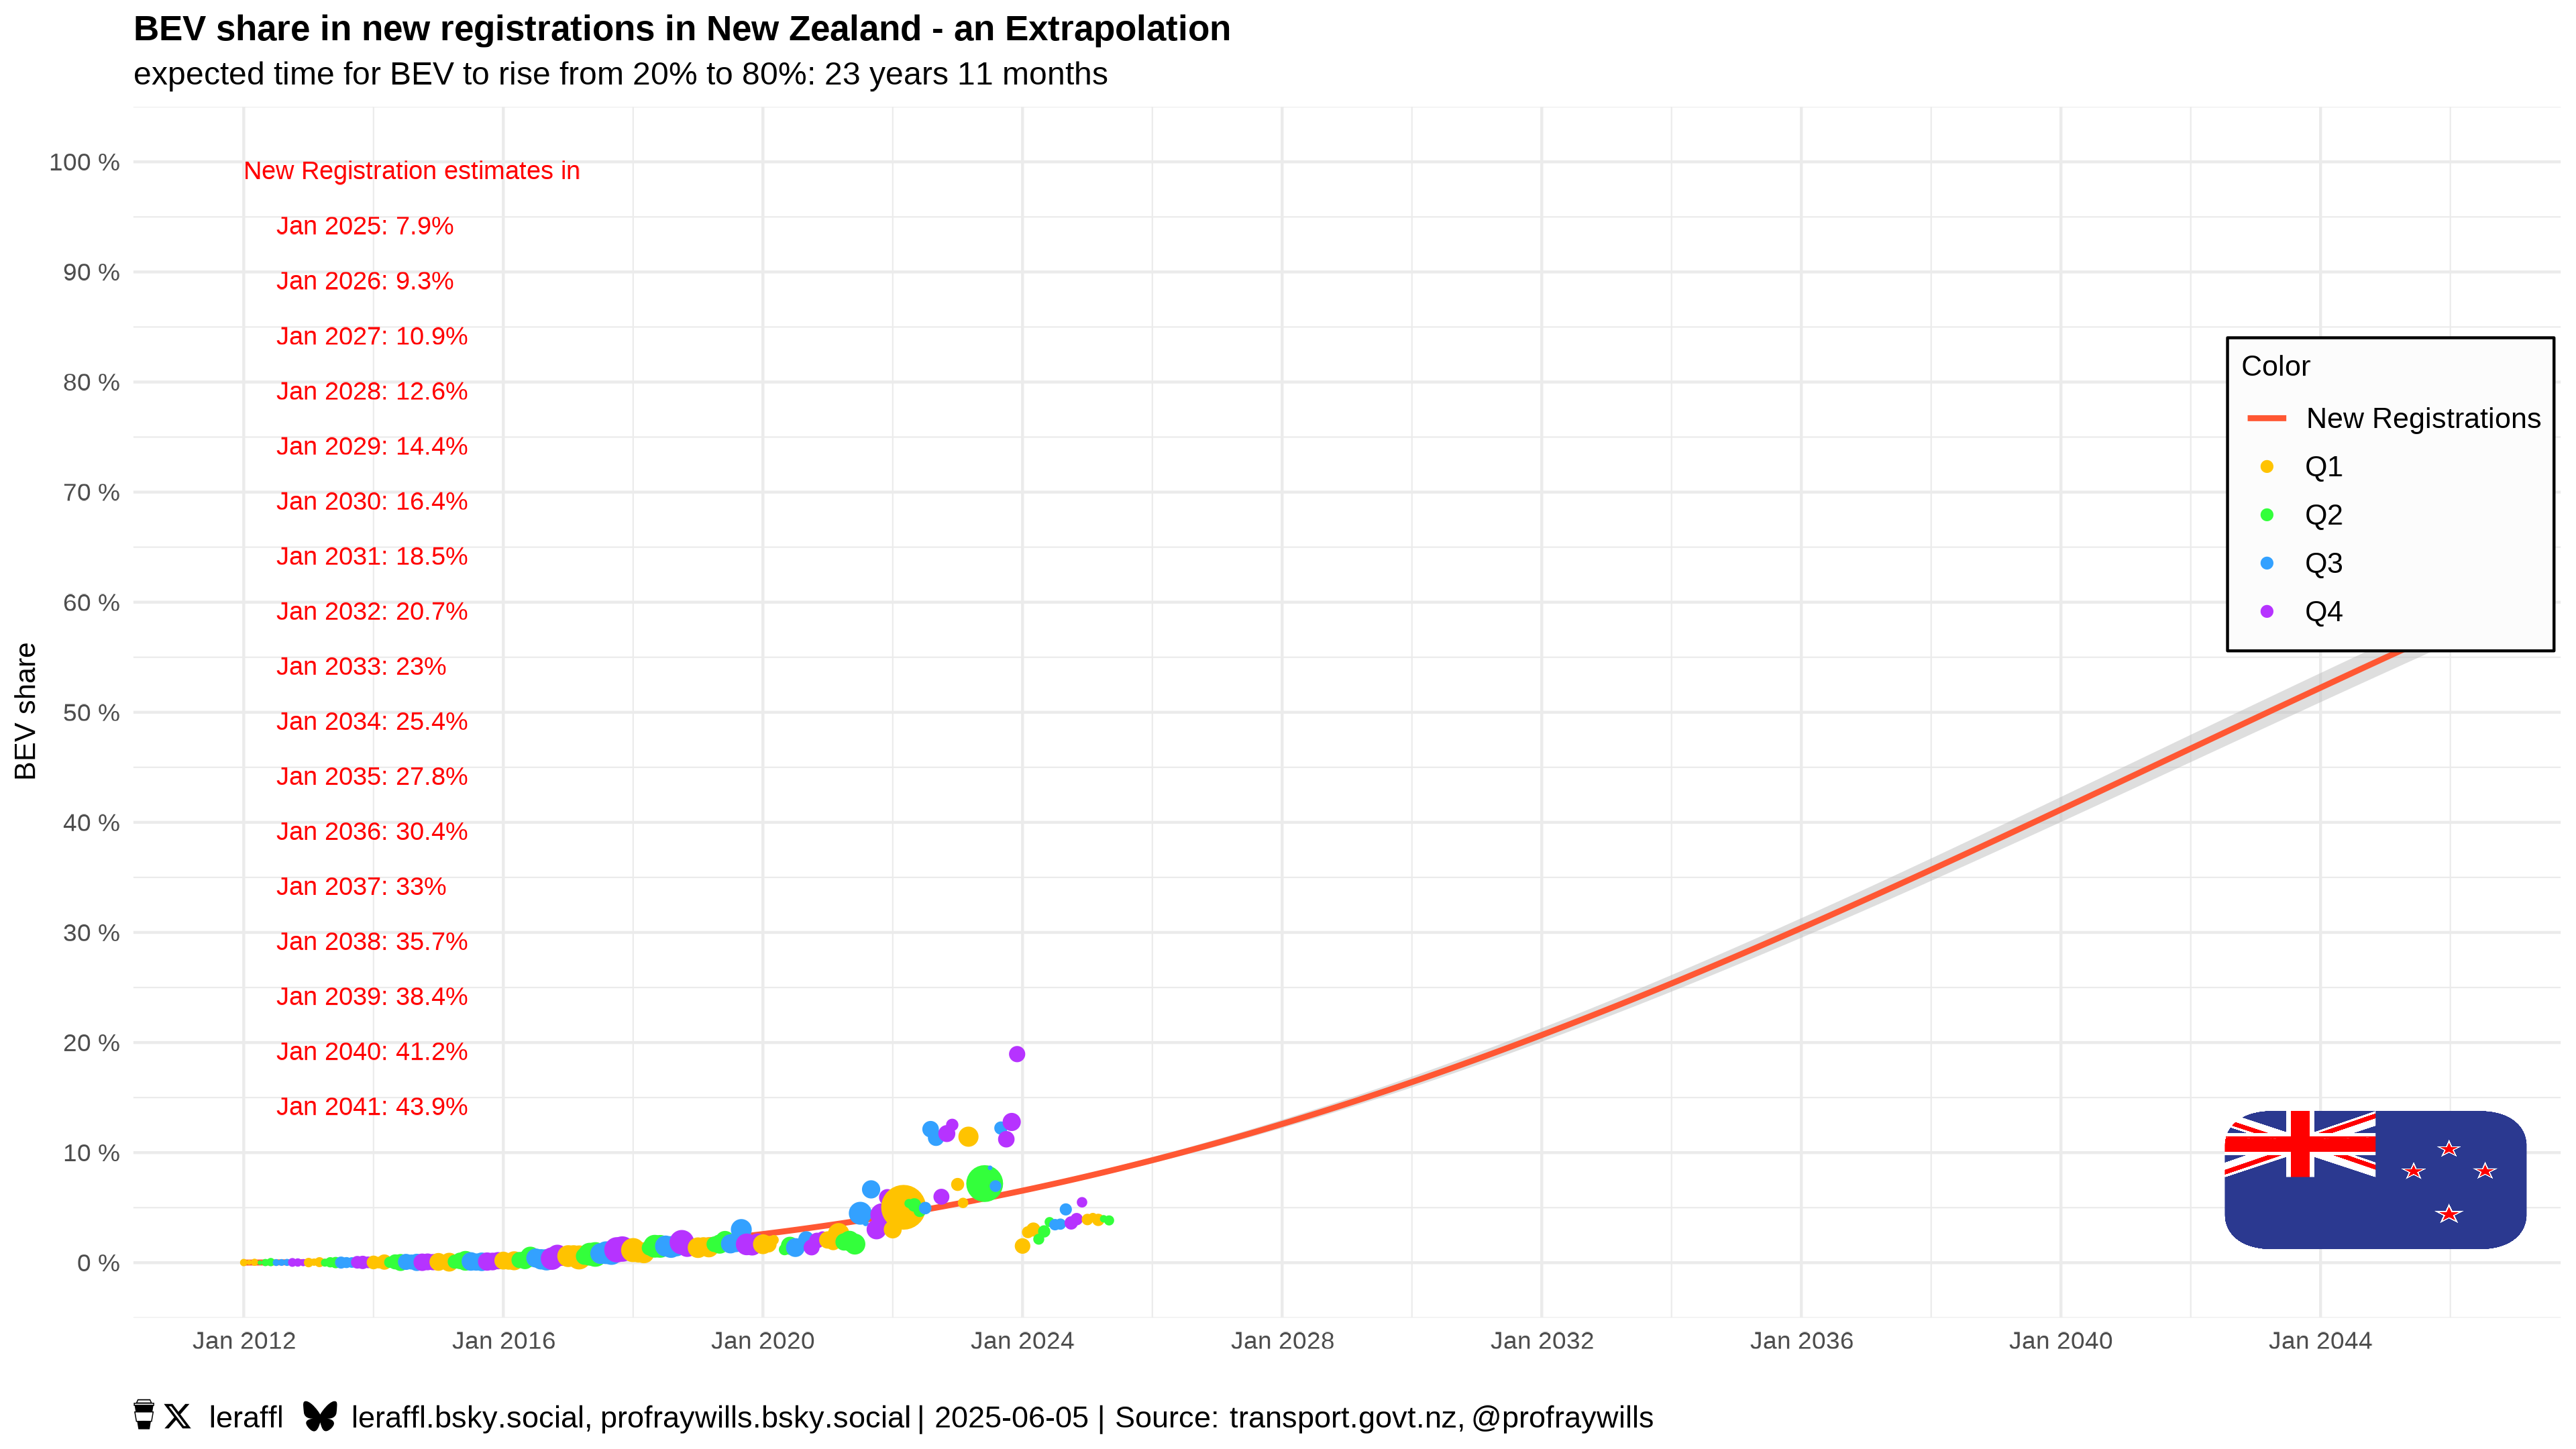 BEV share in new registrations in New Zealand - an Extrapolation
expected time for BEV to rise from 20% to 80%: 23 years 11 months
BEV share
100 %
90 %
80 %
70 %
60 %
50 %
40 %
30 %
20 %
10 %
0 %
New Registration estimates in
Jan 2025: 7.9%
Jan 2026: 9.3%
Jan 2027: 10.9%
Jan 2028: 12.6%
Jan 2029: 14.4%
Jan 2030: 16.4%
Jan 2031: 18.5%
Jan 2032: 20.7%
Jan 2033: 23%
Jan 2034: 25.4%
Jan 2035: 27.8%
Jan 2036: 30.4%
Jan 2037: 33%
Jan 2038: 35.7%
Jan 2039: 38.4%
Jan 2040: 41.2%
Jan 2041: 43.9%
Color
New Registrations
Q1
Q2
Q3
Q4
Jan 2012 Jan 2016 Jan 2020 Jan 2024 Jan 2028 Jan 2032 Jan 2036 Jan 2040 Jan 2044
leraffl leraffl.bsky.social, profraywills.bsky.social | 2025-06-05 | Source: transport.govt.nz, @profraywills